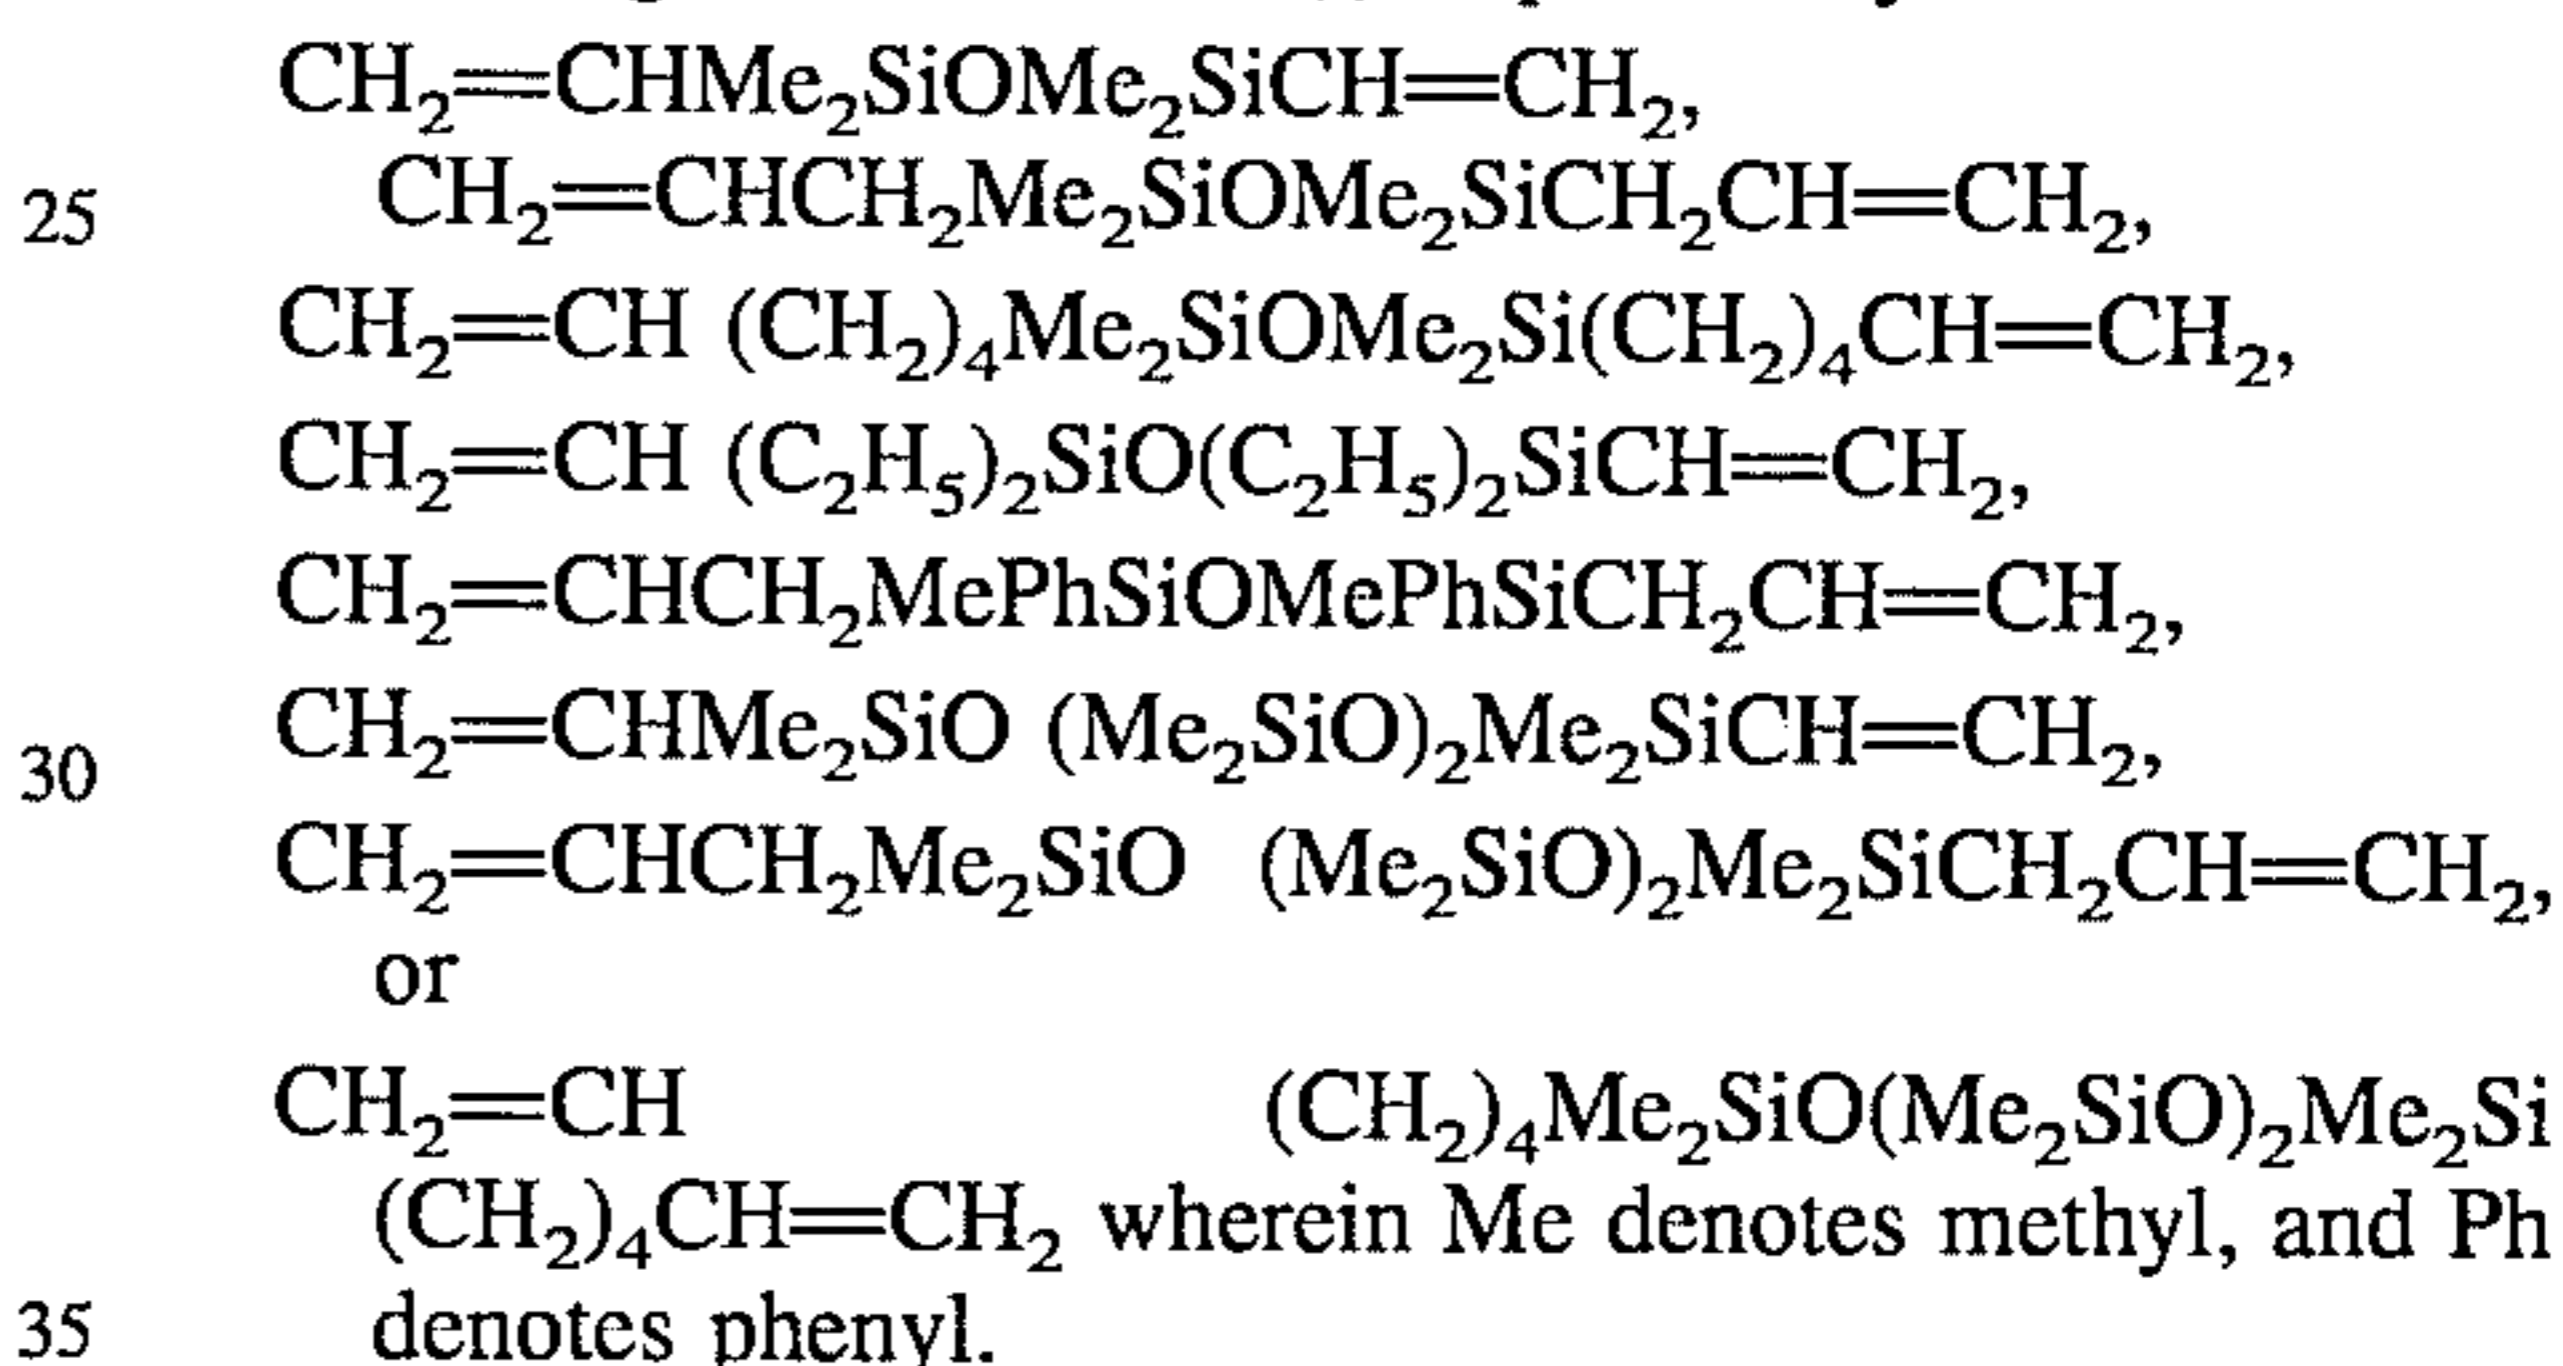 CH₂=CHMe₂SiOMe₂SiCH=CH₂,
25 CH₂=CHCH₂Me₂SiOMe₂SiCH₂CH=CH₂,
CH₂=CH (CH₂)₄Me₂SiOMe₂Si(CH₂)₄CH=CH₂,
CH₂=CH (C₂H₅)₂SiO(C₂H₅)₂SiCH=CH₂,
CH₂=CHCH₂MePhSiOMePhSiCH₂CH=CH₂,
30 CH₂=CHMe₂SiO (Me₂SiO)₂Me₂SiCH=CH₂,
CH₂=CHCH₂Me₂SiO (Me₂SiO)₂Me₂SiCH₂CH=CH₂,
or
CH₂=CH (CH₂)₄Me₂SiO(Me₂SiO)₂Me₂Si
(CH₂)₄CH=CH₂ wherein Me denotes methyl, and Ph
35 denotes phenyl.